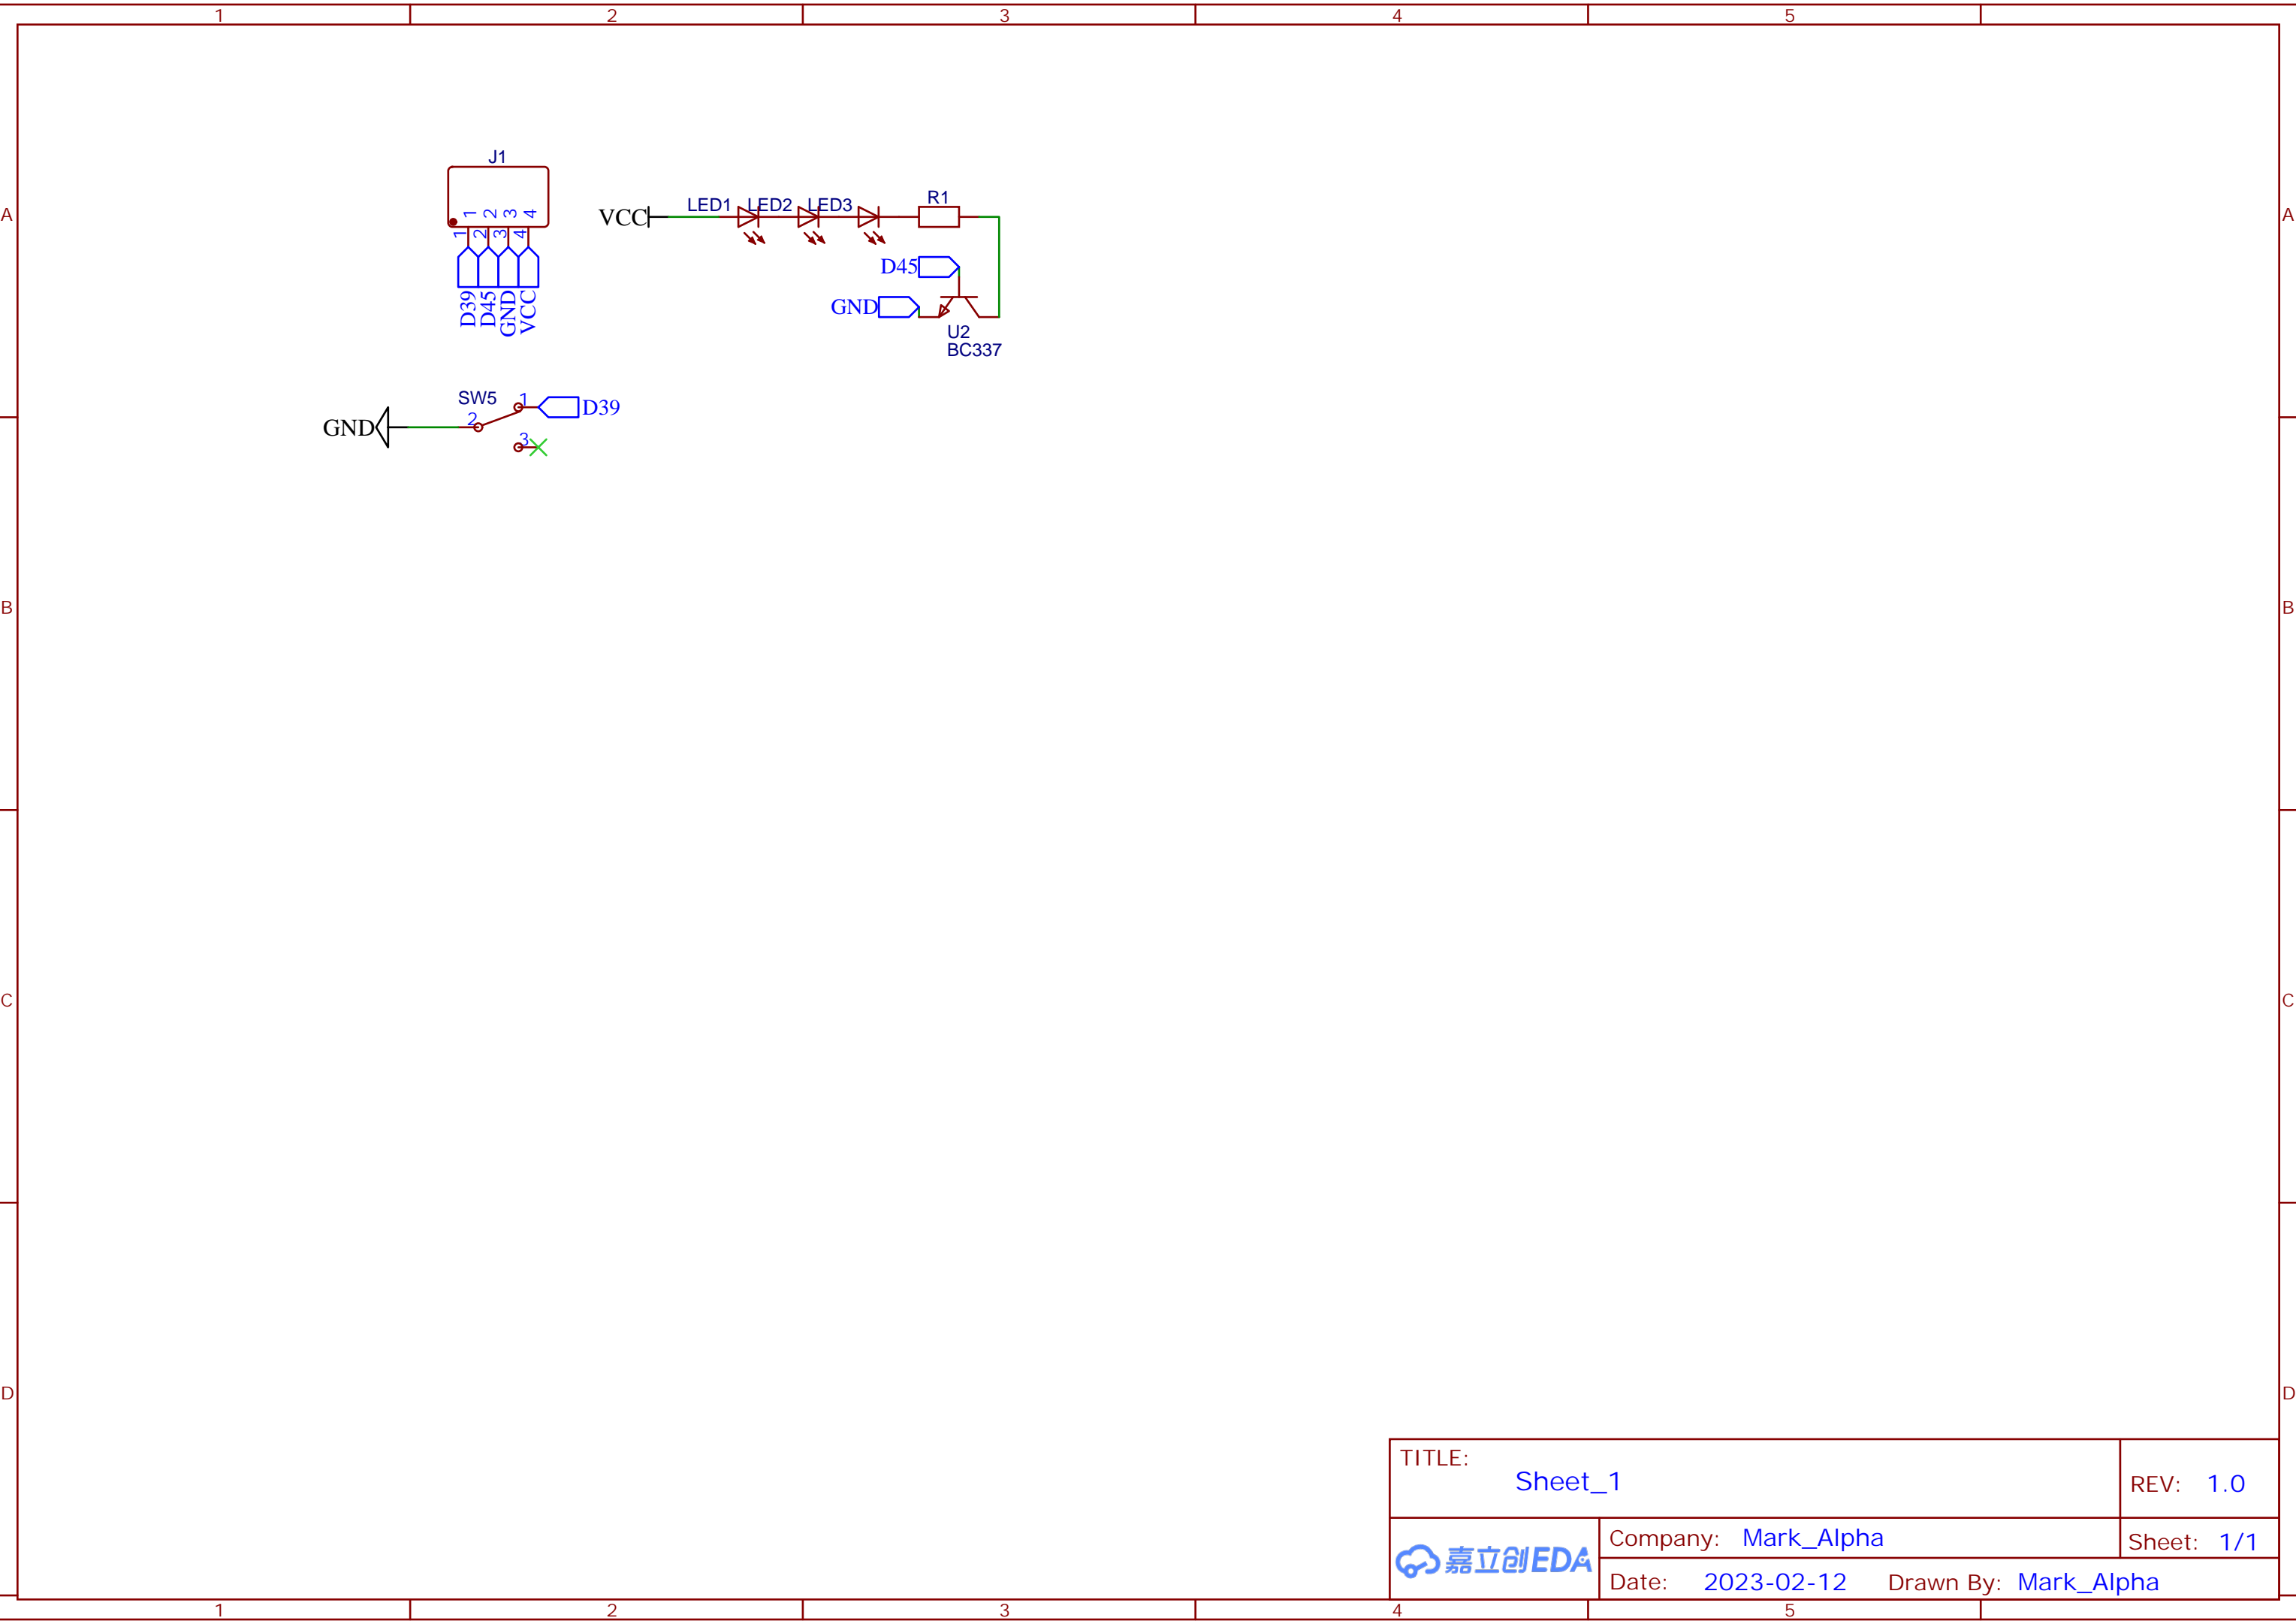 1 2 3 4 5
A A
J1
1 2 3 4
1 2 3 4
D39 D45 GND VCC
VCC LED1 LED2 LED3 R1
D45
GND
U2
BC337
SW5
GND 2 1 D39
3
B B
C C
D D
TITLE:
Sheet_1
REV: 1.0
嘉立创EDA
Company: Mark_Alpha
Sheet: 1/1
Date: 2023-02-12 Drawn By: Mark_Alpha
1 2 3 4 5